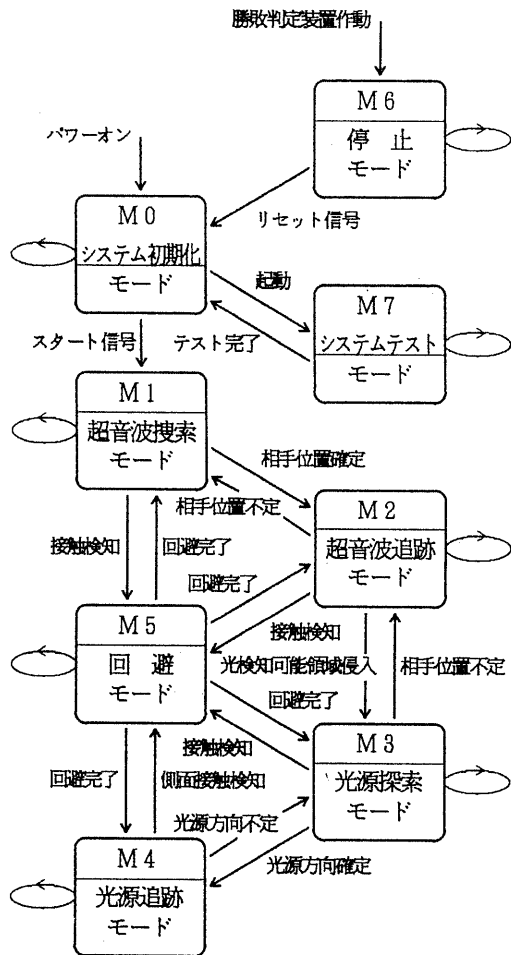 勝敗判定装置作動
M6
停 止
モード
パワーオン
M0
システム初期化
モード
リセット信号
起動
M7
システムテスト
モード
スタート信号
テスト完了
M1
超音波捜索
モード
相手位置確定
相手位置不定
M2
超音波追跡
モード
接触検知
回避完了
回避完了
M5
回 避
モード
接触検知
光検知可能領域侵入
相手位置不定
回避完了
M3
光源探索
モード
接触検知
回避完了
側面接触検知
光源方向不定
M4
光源追跡
モード
光源方向確定